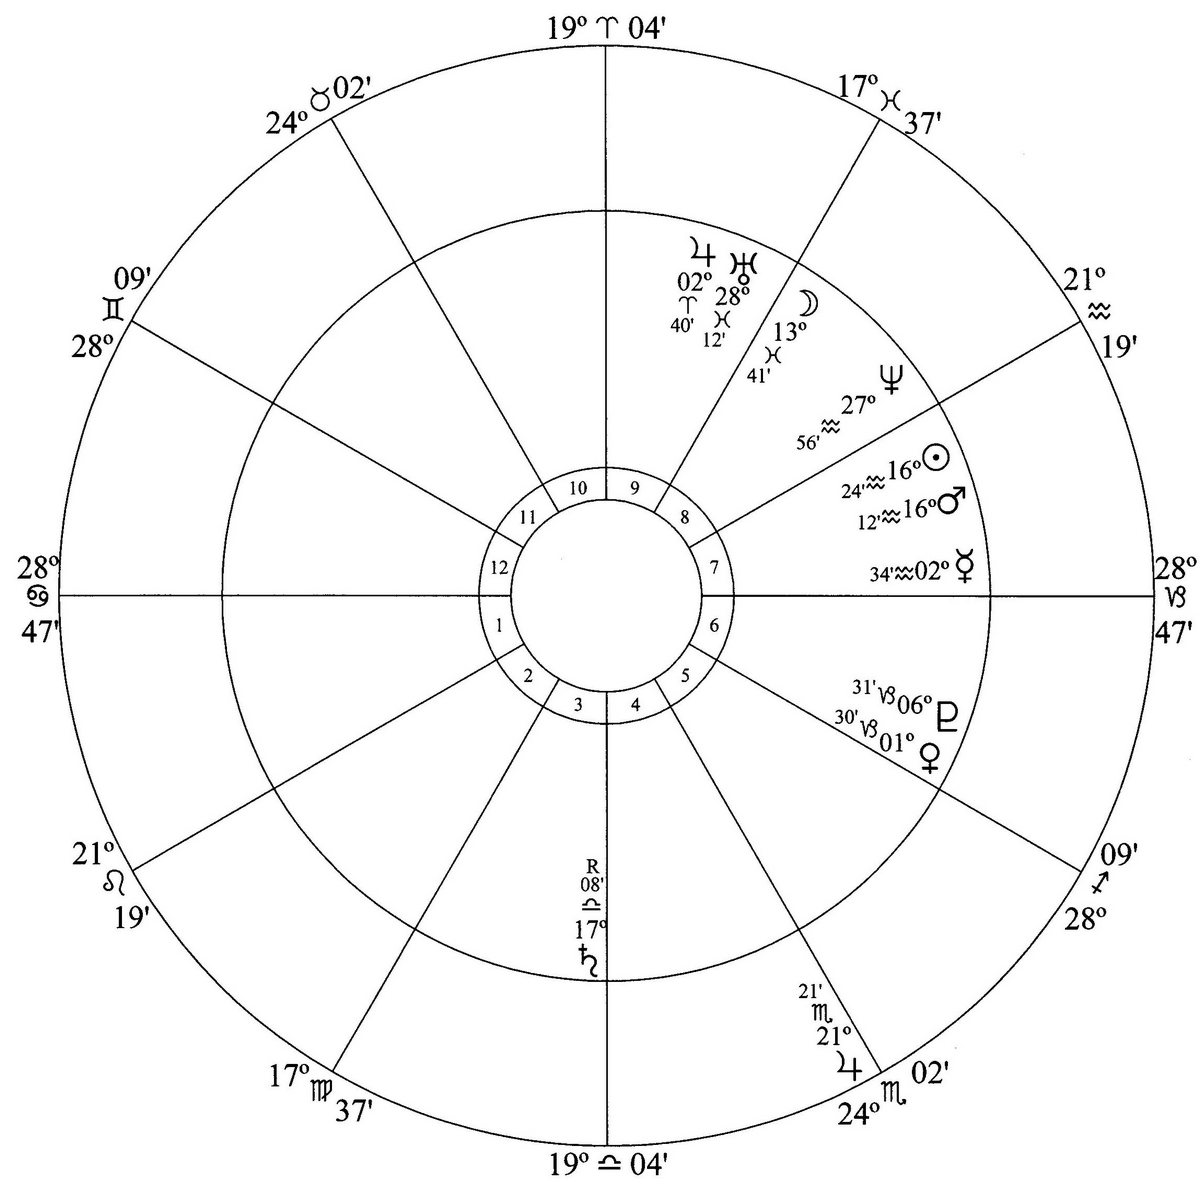 19º ♈ 04'
17º ♓ 37'
21º ♒ 19'
28º ♑ 47'
09' ♐ 28º
02' ♏ 24º
19º ♎ 04'
17º ♍ 37'
21º ♌ 19'
28º ♋ 47'
09' ♊ 28º
24º ♉ 02'
♃ 02º ♈ 40'
♅ 28º ♓ 12'
☽ 13º ♓ 41'
♆ 27º ♒ 56'
24' ♒ 16º ☉
12' ♒ 16º ♂
34' ♒ 02º ☿
31' ♑ 06º ♇
30' ♑ 01º ♀
R 08' ♎ 17º ♄
21' ♏ 21º ♃
1
2
3
4
5
6
7
8
9
10
11
12